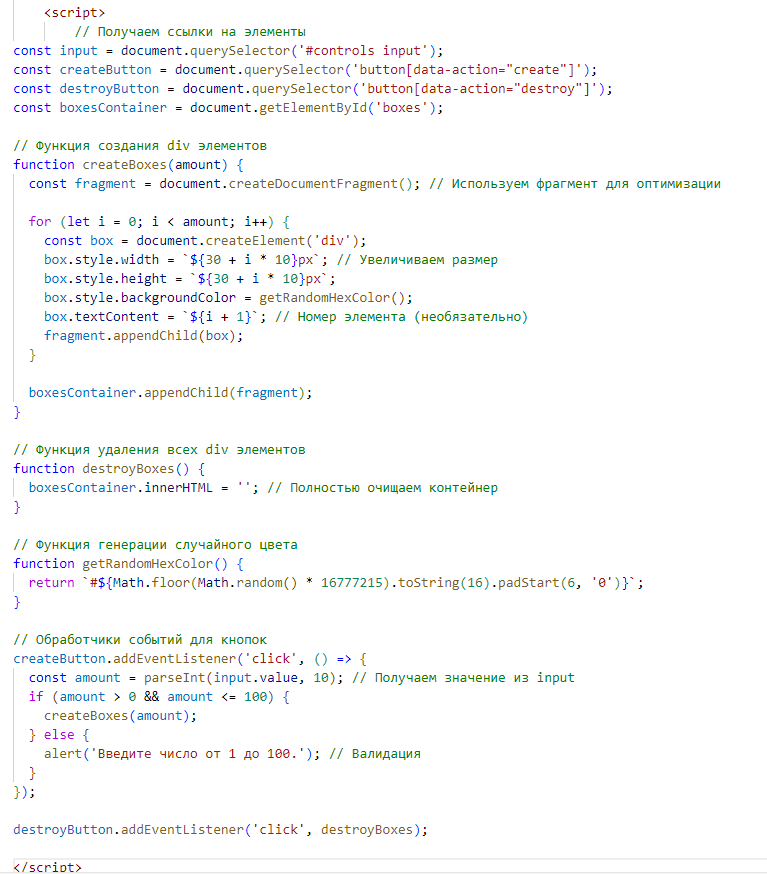 <script>
// Получаем ссылки на элементы
const input = document.querySelector('#controls input');
const createButton = document.querySelector('button[data-action="create"]');
const destroyButton = document.querySelector('button[data-action="destroy"]');
const boxesContainer = document.getElementById('boxes');
// Функция создания div элементов
function createBoxes(amount) {
const fragment = document.createDocumentFragment(); // Используем фрагмент для оптимизации
for (let i = 0; i < amount; i++) {
const box = document.createElement('div');
box.style.width = `${30 + i * 10}px`; // Увеличиваем размер
box.style.height = `${30 + i * 10}px`;
box.style.backgroundColor = getRandomHexColor();
box.textContent = `${i + 1}`; // Номер элемента (необязательно)
fragment.appendChild(box);
}
boxesContainer.appendChild(fragment);
}
// Функция удаления всех div элементов
function destroyBoxes() {
boxesContainer.innerHTML = ''; // Полностью очищаем контейнер
}
// Функция генерации случайного цвета
function getRandomHexColor() {
return `#${Math.floor(Math.random() * 16777215).toString(16).padStart(6, '0')}`;
}
// Обработчики событий для кнопок
createButton.addEventListener('click', () => {
const amount = parseInt(input.value, 10); // Получаем значение из input
if (amount > 0 && amount <= 100) {
createBoxes(amount);
} else {
alert('Введите число от 1 до 100.'); // Валидация
}
});
destroyButton.addEventListener('click', destroyBoxes);
</script>